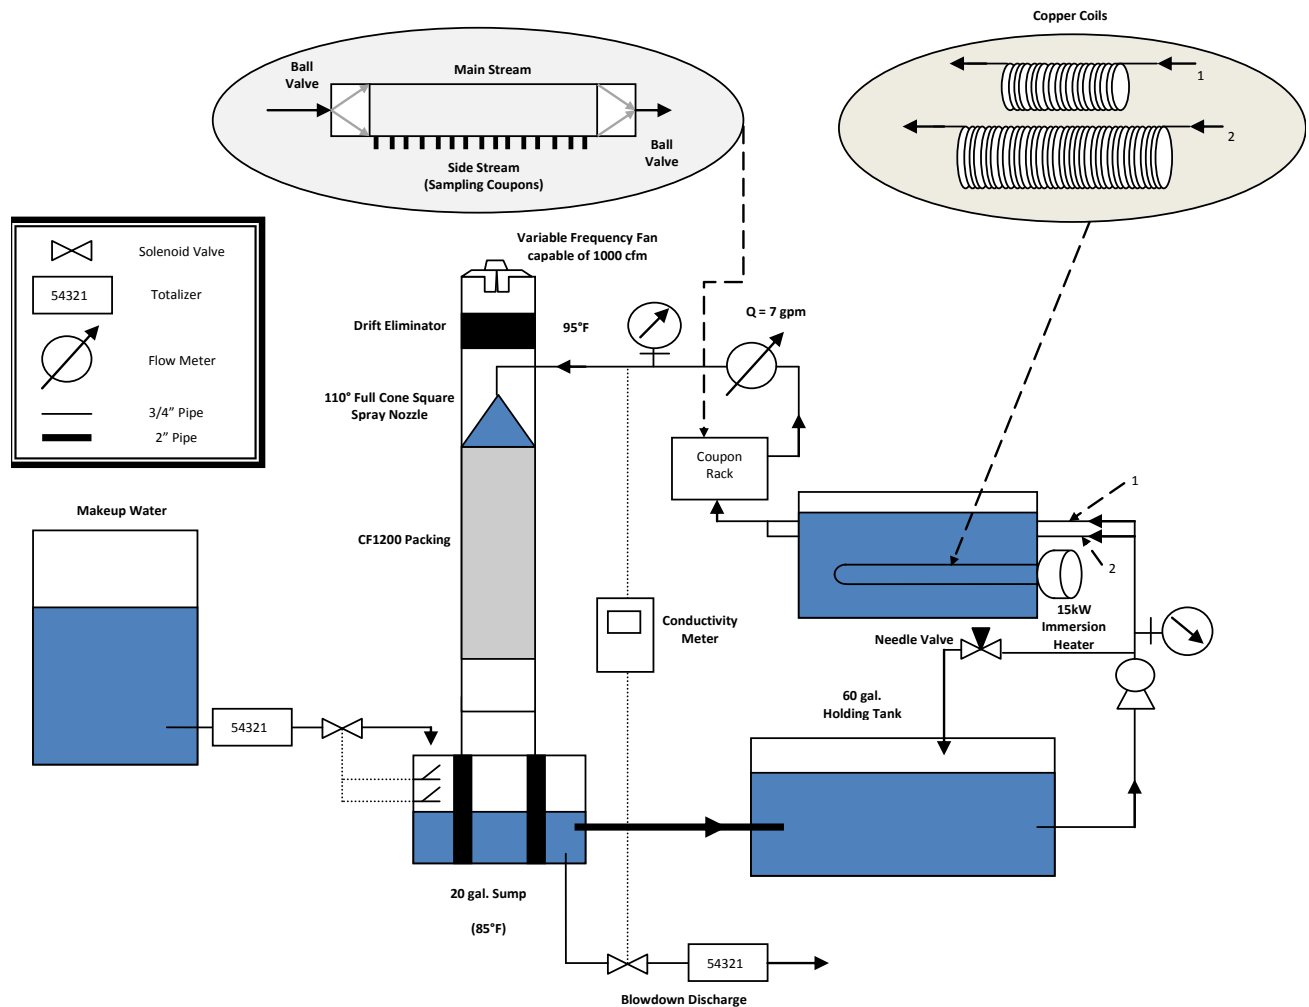 Copper Coils
1
2
Ball
Valve
Main Stream
Side Stream
(Sampling Coupons)
Ball
Valve
Solenoid Valve
54321
Totalizer
Flow Meter
3/4” Pipe
2” Pipe
Variable Frequency Fan
capable of 1000 cfm
Drift Eliminator
95°F
Q = 7 gpm
110° Full Cone Square
Spray Nozzle
Coupon
Rack
1
2
Makeup Water
CF1200 Packing
15kW
Immersion
Heater
Conductivity
Meter
Needle Valve
60 gal.
Holding Tank
54321
20 gal. Sump
(85°F)
54321
Blowdown Discharge